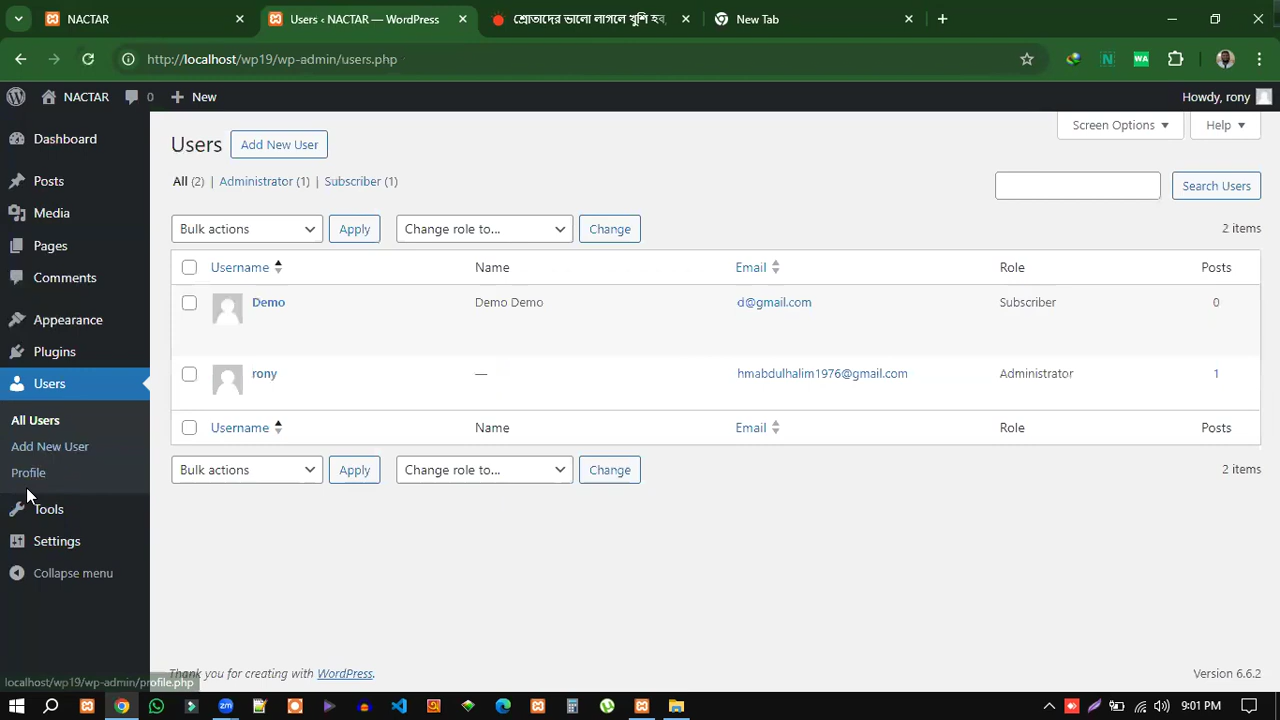 NACTAR
Users ‹ NACTAR — WordPress
শ্রোতাদের ভালো লাগলে খুশি হব,
New Tab
http://localhost/wp19/wp-admin/users.php
N
WA
NACTAR
0
New
Howdy, rony
Dashboard
Posts
Media
Pages
Comments
Appearance
Plugins
Users
All Users
Add New User
Profile
Tools
Settings
Collapse menu
Users
Add New User
Screen Options
Help
All (2) | Administrator (1) | Subscriber (1)
Search Users
Bulk actions
Apply
Change role to...
Change
2 items
Username
Name
Email
Role
Posts
Demo
Demo Demo
d@gmail.com
Subscriber
0
rony
—
hmabdulhalim1976@gmail.com
Administrator
1
Username
Name
Email
Role
Posts
Bulk actions
Apply
Change role to...
Change
2 items
Thank you for creating with WordPress.
Version 6.6.2
localhost/wp19/wp-admin/profile.php
zm
9:01 PM